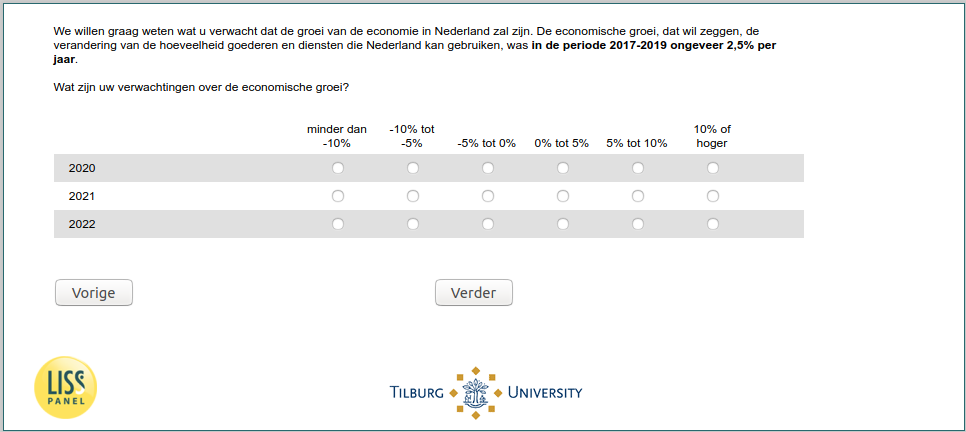 We willen graag weten wat u verwacht dat de groei van de economie in Nederland zal zijn. De economische groei, dat wil zeggen, de
verandering van de hoeveelheid goederen en diensten die Nederland kan gebruiken, was in de periode 2017-2019 ongeveer 2,5% per
jaar.
Wat zijn uw verwachtingen over de economische groei?
minder dan -10% tot 10% of
-10% -5% -5% tot 0% 0% tot 5% 5% tot 10% hoger
2020
2021
2022
Vorige Verder
LISS
PANEL
TILBURG UNIVERSITY